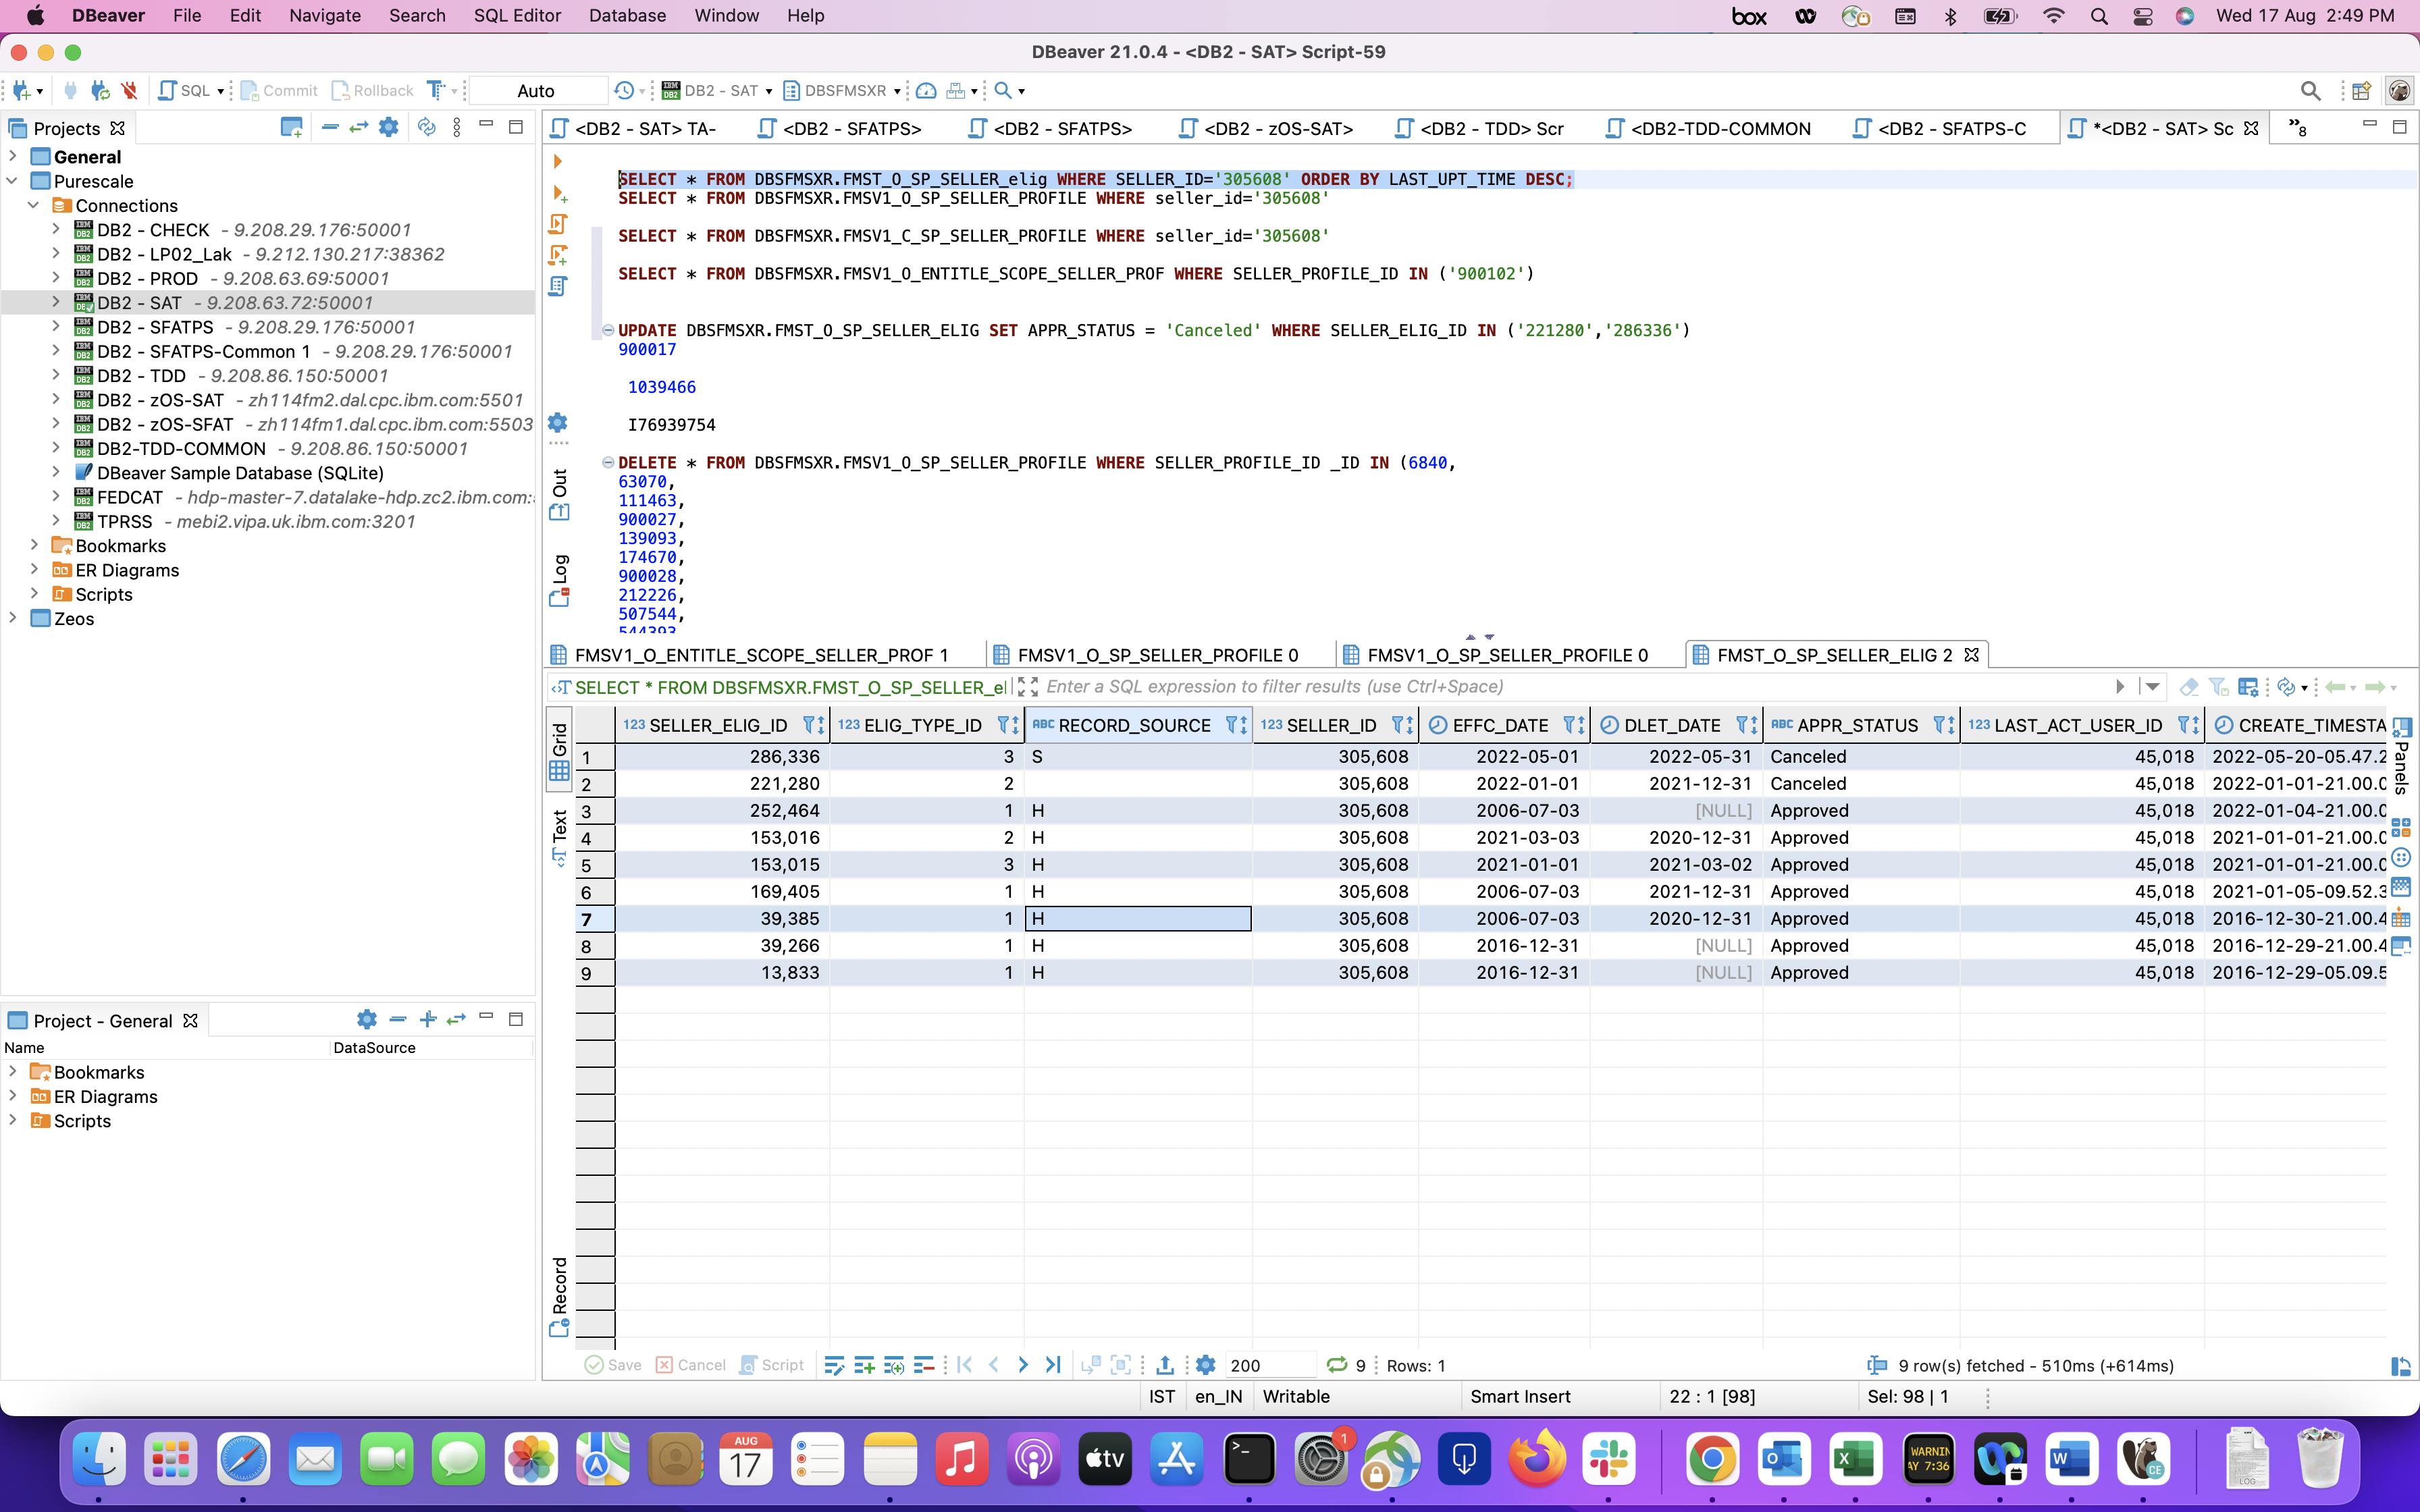 DBeaver File Edit Navigate Search SQL Editor Database Window Help box Wed 17 Aug 2:49 PM
DBeaver 21.0.4 - <DB2 - SAT> Script-59
SQL Commit Rollback Auto DB2 - SAT DBSFMSXR
Projects
General
Purescale
Connections
DB2 - CHECK - 9.208.29.176:50001
DB2 - LP02_Lak - 9.212.130.217:38362
DB2 - PROD - 9.208.63.69:50001
DB2 - SAT - 9.208.63.72:50001
DB2 - SFATPS - 9.208.29.176:50001
DB2 - SFATPS-Common 1 - 9.208.29.176:50001
DB2 - TDD - 9.208.86.150:50001
DB2 - zOS-SAT - zh114fm2.dal.cpc.ibm.com:5501
DB2 - zOS-SFAT - zh114fm1.dal.cpc.ibm.com:5503
DB2-TDD-COMMON - 9.208.86.150:50001
DBeaver Sample Database (SQLite)
FEDCAT - hdp-master-7.datalake-hdp.zc2.ibm.com:
TPRSS - mebi2.vipa.uk.ibm.com:3201
Bookmarks
ER Diagrams
Scripts
Zeos
Project - General
Name DataSource
Bookmarks
ER Diagrams
Scripts
<DB2 - SAT> TA- <DB2 - SFATPS> <DB2 - SFATPS> <DB2 - zOS-SAT> <DB2 - TDD> Scr <DB2-TDD-COMMON <DB2 - SFATPS-C *<DB2 - SAT> Sc »8
SELECT * FROM DBSFMSXR.FMST_O_SP_SELLER_elig WHERE SELLER_ID='305608' ORDER BY LAST_UPT_TIME DESC;
SELECT * FROM DBSFMSXR.FMSV1_O_SP_SELLER_PROFILE WHERE seller_id='305608'
SELECT * FROM DBSFMSXR.FMSV1_C_SP_SELLER_PROFILE WHERE seller_id='305608'
SELECT * FROM DBSFMSXR.FMSV1_O_ENTITLE_SCOPE_SELLER_PROF WHERE SELLER_PROFILE_ID IN ('900102')
UPDATE DBSFMSXR.FMST_O_SP_SELLER_ELIG SET APPR_STATUS = 'Canceled' WHERE SELLER_ELIG_ID IN ('221280','286336')
900017
1039466
I76939754
DELETE * FROM DBSFMSXR.FMSV1_O_SP_SELLER_PROFILE WHERE SELLER_PROFILE_ID _ID IN (6840,
63070,
111463,
900027,
139093,
174670,
900028,
212226,
507544,
544393
Out
Log
FMSV1_O_ENTITLE_SCOPE_SELLER_PROF 1 FMSV1_O_SP_SELLER_PROFILE 0 FMSV1_O_SP_SELLER_PROFILE 0 FMST_O_SP_SELLER_ELIG 2
SELECT * FROM DBSFMSXR.FMST_O_SP_SELLER_el Enter a SQL expression to filter results (use Ctrl+Space)
Grid
Text
Record
Panels
123 SELLER_ELIG_ID 123 ELIG_TYPE_ID ABC RECORD_SOURCE 123 SELLER_ID EFFC_DATE DLET_DATE ABC APPR_STATUS 123 LAST_ACT_USER_ID CREATE_TIMESTA
1 286,336 3 S 305,608 2022-05-01 2022-05-31 Canceled 45,018 2022-05-20-05.47.2
2 221,280 2 305,608 2022-01-01 2021-12-31 Canceled 45,018 2022-01-01-21.00.0
3 252,464 1 H 305,608 2006-07-03 [NULL] Approved 45,018 2022-01-04-21.00.0
4 153,016 2 H 305,608 2021-03-03 2020-12-31 Approved 45,018 2021-01-01-21.00.0
5 153,015 3 H 305,608 2021-01-01 2021-03-02 Approved 45,018 2021-01-01-21.00.0
6 169,405 1 H 305,608 2006-07-03 2021-12-31 Approved 45,018 2021-01-05-09.52.3
7 39,385 1 H 305,608 2006-07-03 2020-12-31 Approved 45,018 2016-12-30-21.00.4
8 39,266 1 H 305,608 2016-12-31 [NULL] Approved 45,018 2016-12-29-21.00.4
9 13,833 1 H 305,608 2016-12-31 [NULL] Approved 45,018 2016-12-29-05.09.5
Save Cancel Script 200 9 Rows: 1 9 row(s) fetched - 510ms (+614ms)
IST en_IN Writable Smart Insert 22 : 1 [98] Sel: 98 | 1
AUG
17
tv
1
WARNIN
AY 7:36
CE
LOG